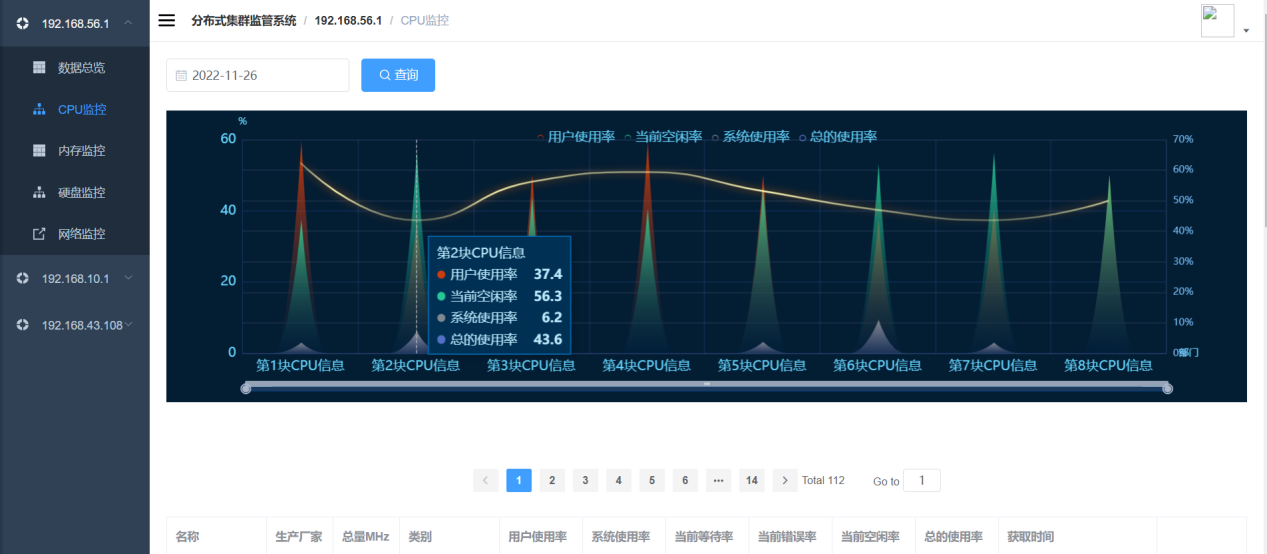 192.168.56.1
数据总览
CPU监控
内存监控
硬盘监控
网络监控
192.168.10.1
192.168.43.108
分布式集群监管系统 / 192.168.56.1 / CPU监控
2022-11-26
查询
%
用户使用率 当前空闲率 系统使用率 总的使用率
60
40
20
0
70%
60%
50%
40%
30%
20%
10%
0%
部门
第2块CPU信息
用户使用率 37.4
当前空闲率 56.3
系统使用率 6.2
总的使用率 43.6
第1块CPU信息 第2块CPU信息 第3块CPU信息 第4块CPU信息 第5块CPU信息 第6块CPU信息 第7块CPU信息 第8块CPU信息
1 2 3 4 5 6 ··· 14 Total 112 Go to 1
名称 生产厂家 总量MHz 类别 用户使用率 系统使用率 当前等待率 当前错误率 当前空闲率 总的使用率 获取时间